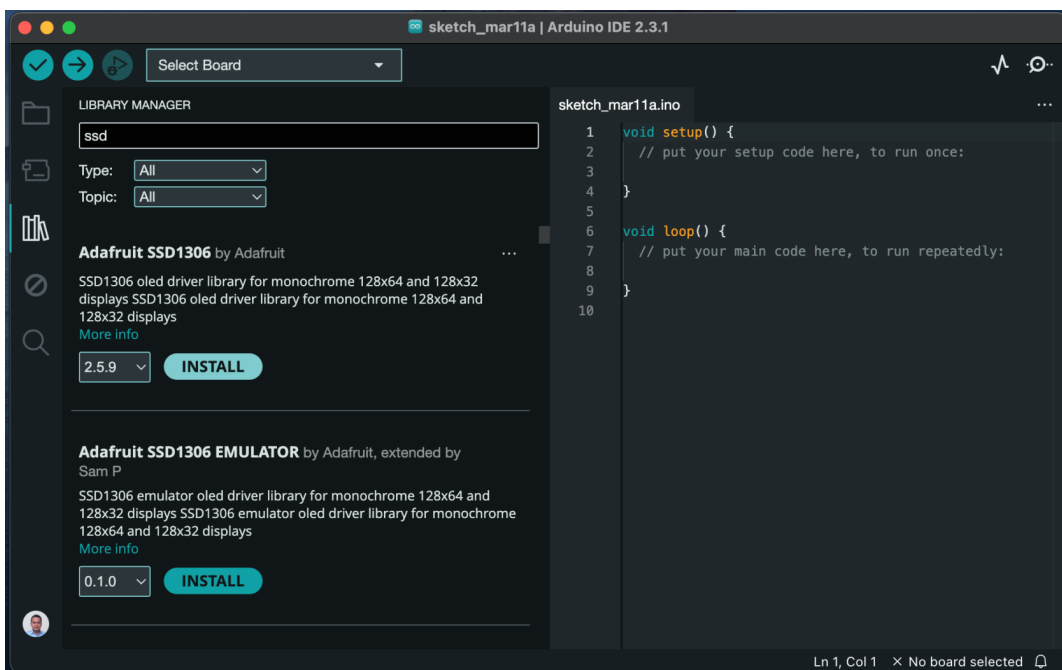 sketch_mar11a | Arduino IDE 2.3.1
Select Board
LIBRARY MANAGER
ssd
Type: All
Topic: All
Adafruit SSD1306 by Adafruit
SSD1306 oled driver library for monochrome 128x64 and 128x32
displays SSD1306 oled driver library for monochrome 128x64 and
128x32 displays
More info
2.5.9 INSTALL
Adafruit SSD1306 EMULATOR by Adafruit, extended by
Sam P
SSD1306 emulator oled driver library for monochrome 128x64 and
128x32 displays SSD1306 emulator oled driver library for monochrome
128x64 and 128x32 displays
More info
0.1.0 INSTALL
sketch_mar11a.ino
1 void setup() {
2 // put your setup code here, to run once:
3
4 }
5
6 void loop() {
7 // put your main code here, to run repeatedly:
8
9 }
10
Ln 1, Col 1 × No board selected